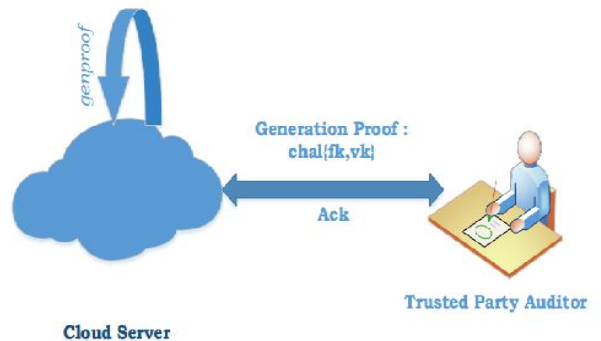 genproof
Generation Proof :
chal{fk,vk}
Ack
Trusted Party Auditor
Cloud Server